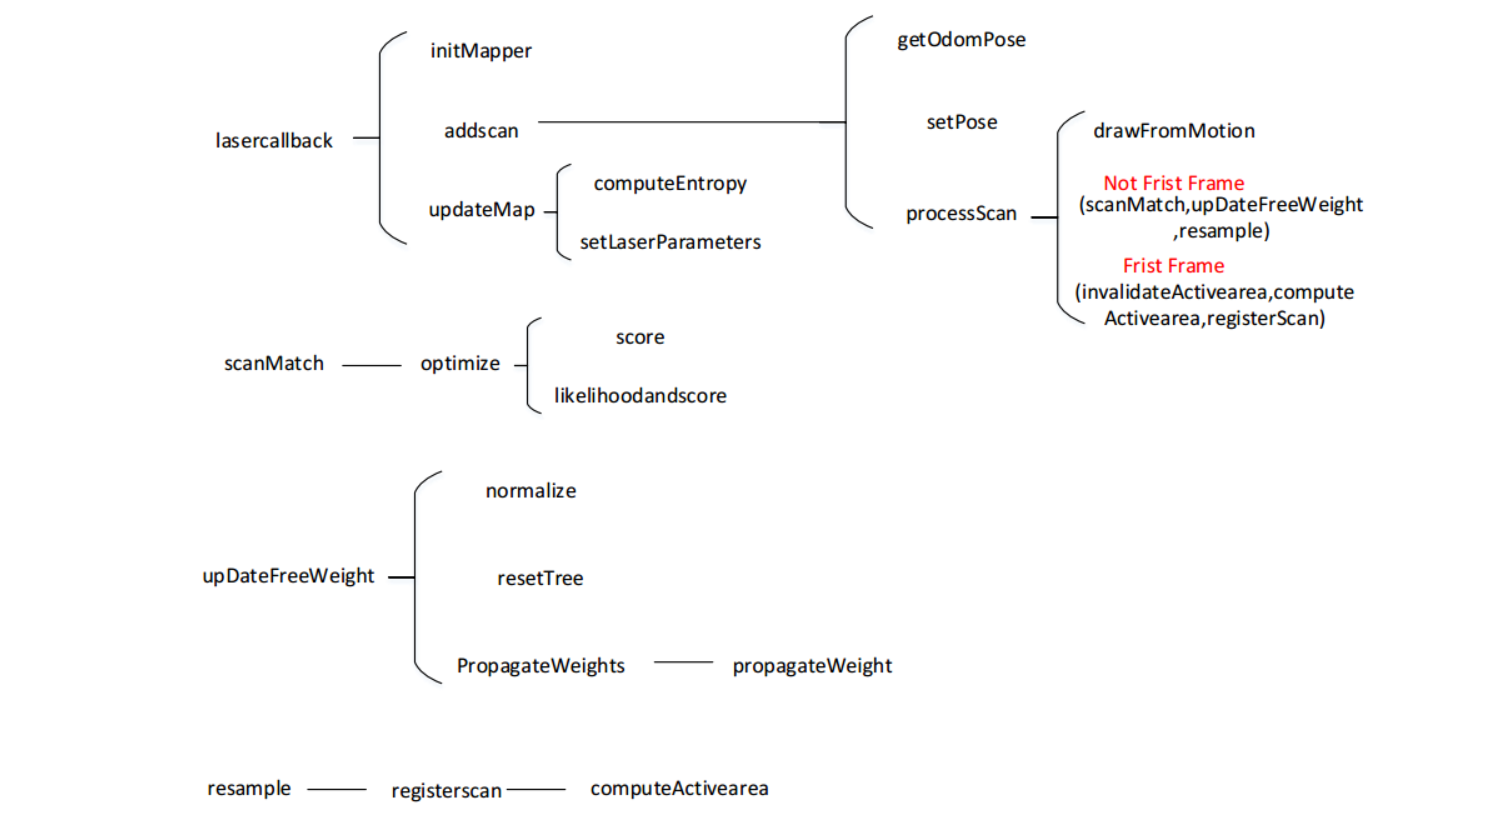 initMapper
lasercallback
addscan
updateMap
computeEntropy
setLaserParameters
getOdomPose
setPose
processScan
drawFromMotion
Not Frist Frame
(scanMatch,upDateFreeWeight
,resample)
Frist Frame
(invalidateActivearea,compute
Activearea,registerScan)
scanMatch
optimize
score
likelihoodandscore
upDateFreeWeight
normalize
resetTree
PropagateWeights
propagateWeight
resample
registerscan
computeActivearea